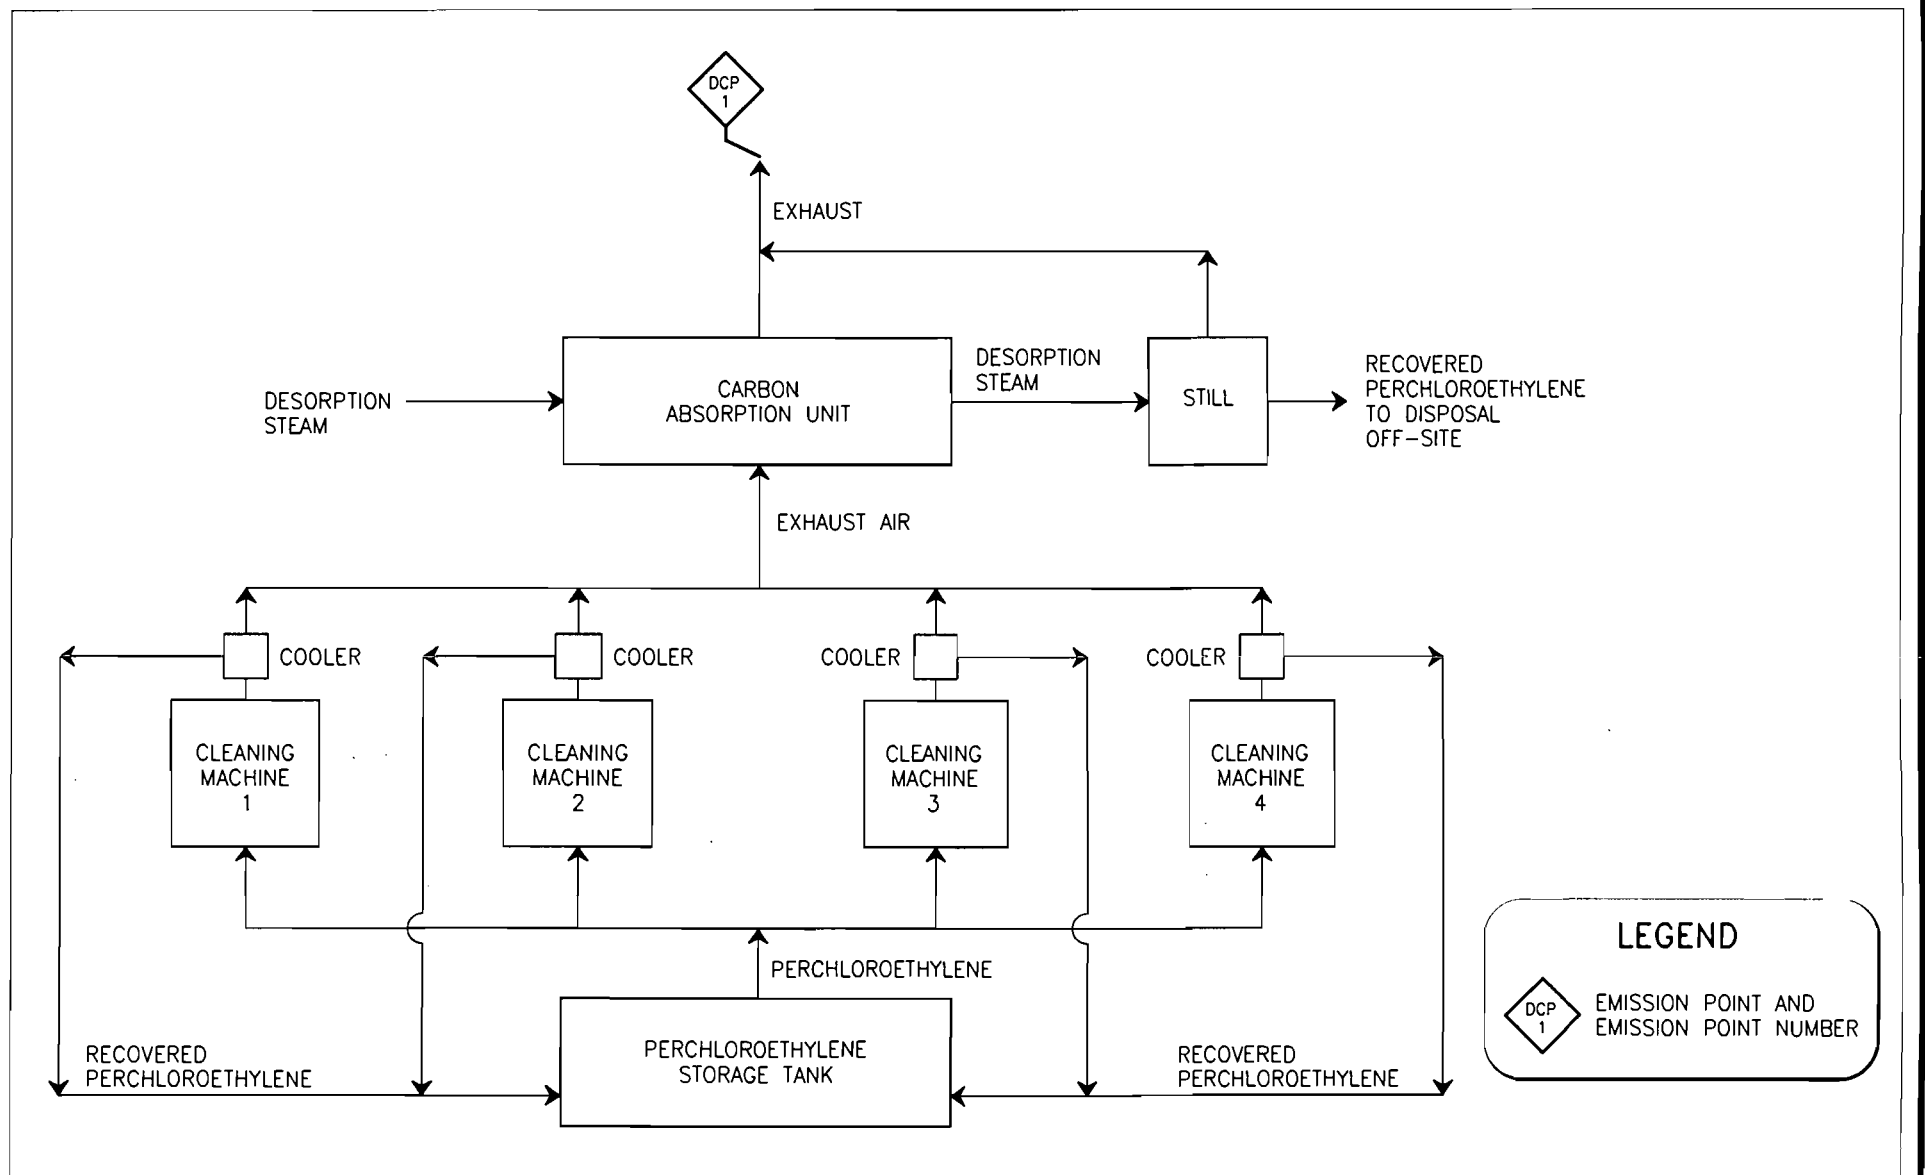 DCP
1
EXHAUST
DESORPTION
STEAM
CARBON
ABSORPTION UNIT
DESORPTION
STEAM
STILL
RECOVERED
PERCHLOROETHYLENE
TO DISPOSAL
OFF-SITE
EXHAUST AIR
COOLER
COOLER
COOLER
COOLER
CLEANING
MACHINE
1
CLEANING
MACHINE
2
CLEANING
MACHINE
3
CLEANING
MACHINE
4
PERCHLOROETHYLENE
RECOVERED
PERCHLOROETHYLENE
PERCHLOROETHYLENE
STORAGE TANK
RECOVERED
PERCHLOROETHYLENE
LEGEND
DCP
1
EMISSION POINT AND
EMISSION POINT NUMBER